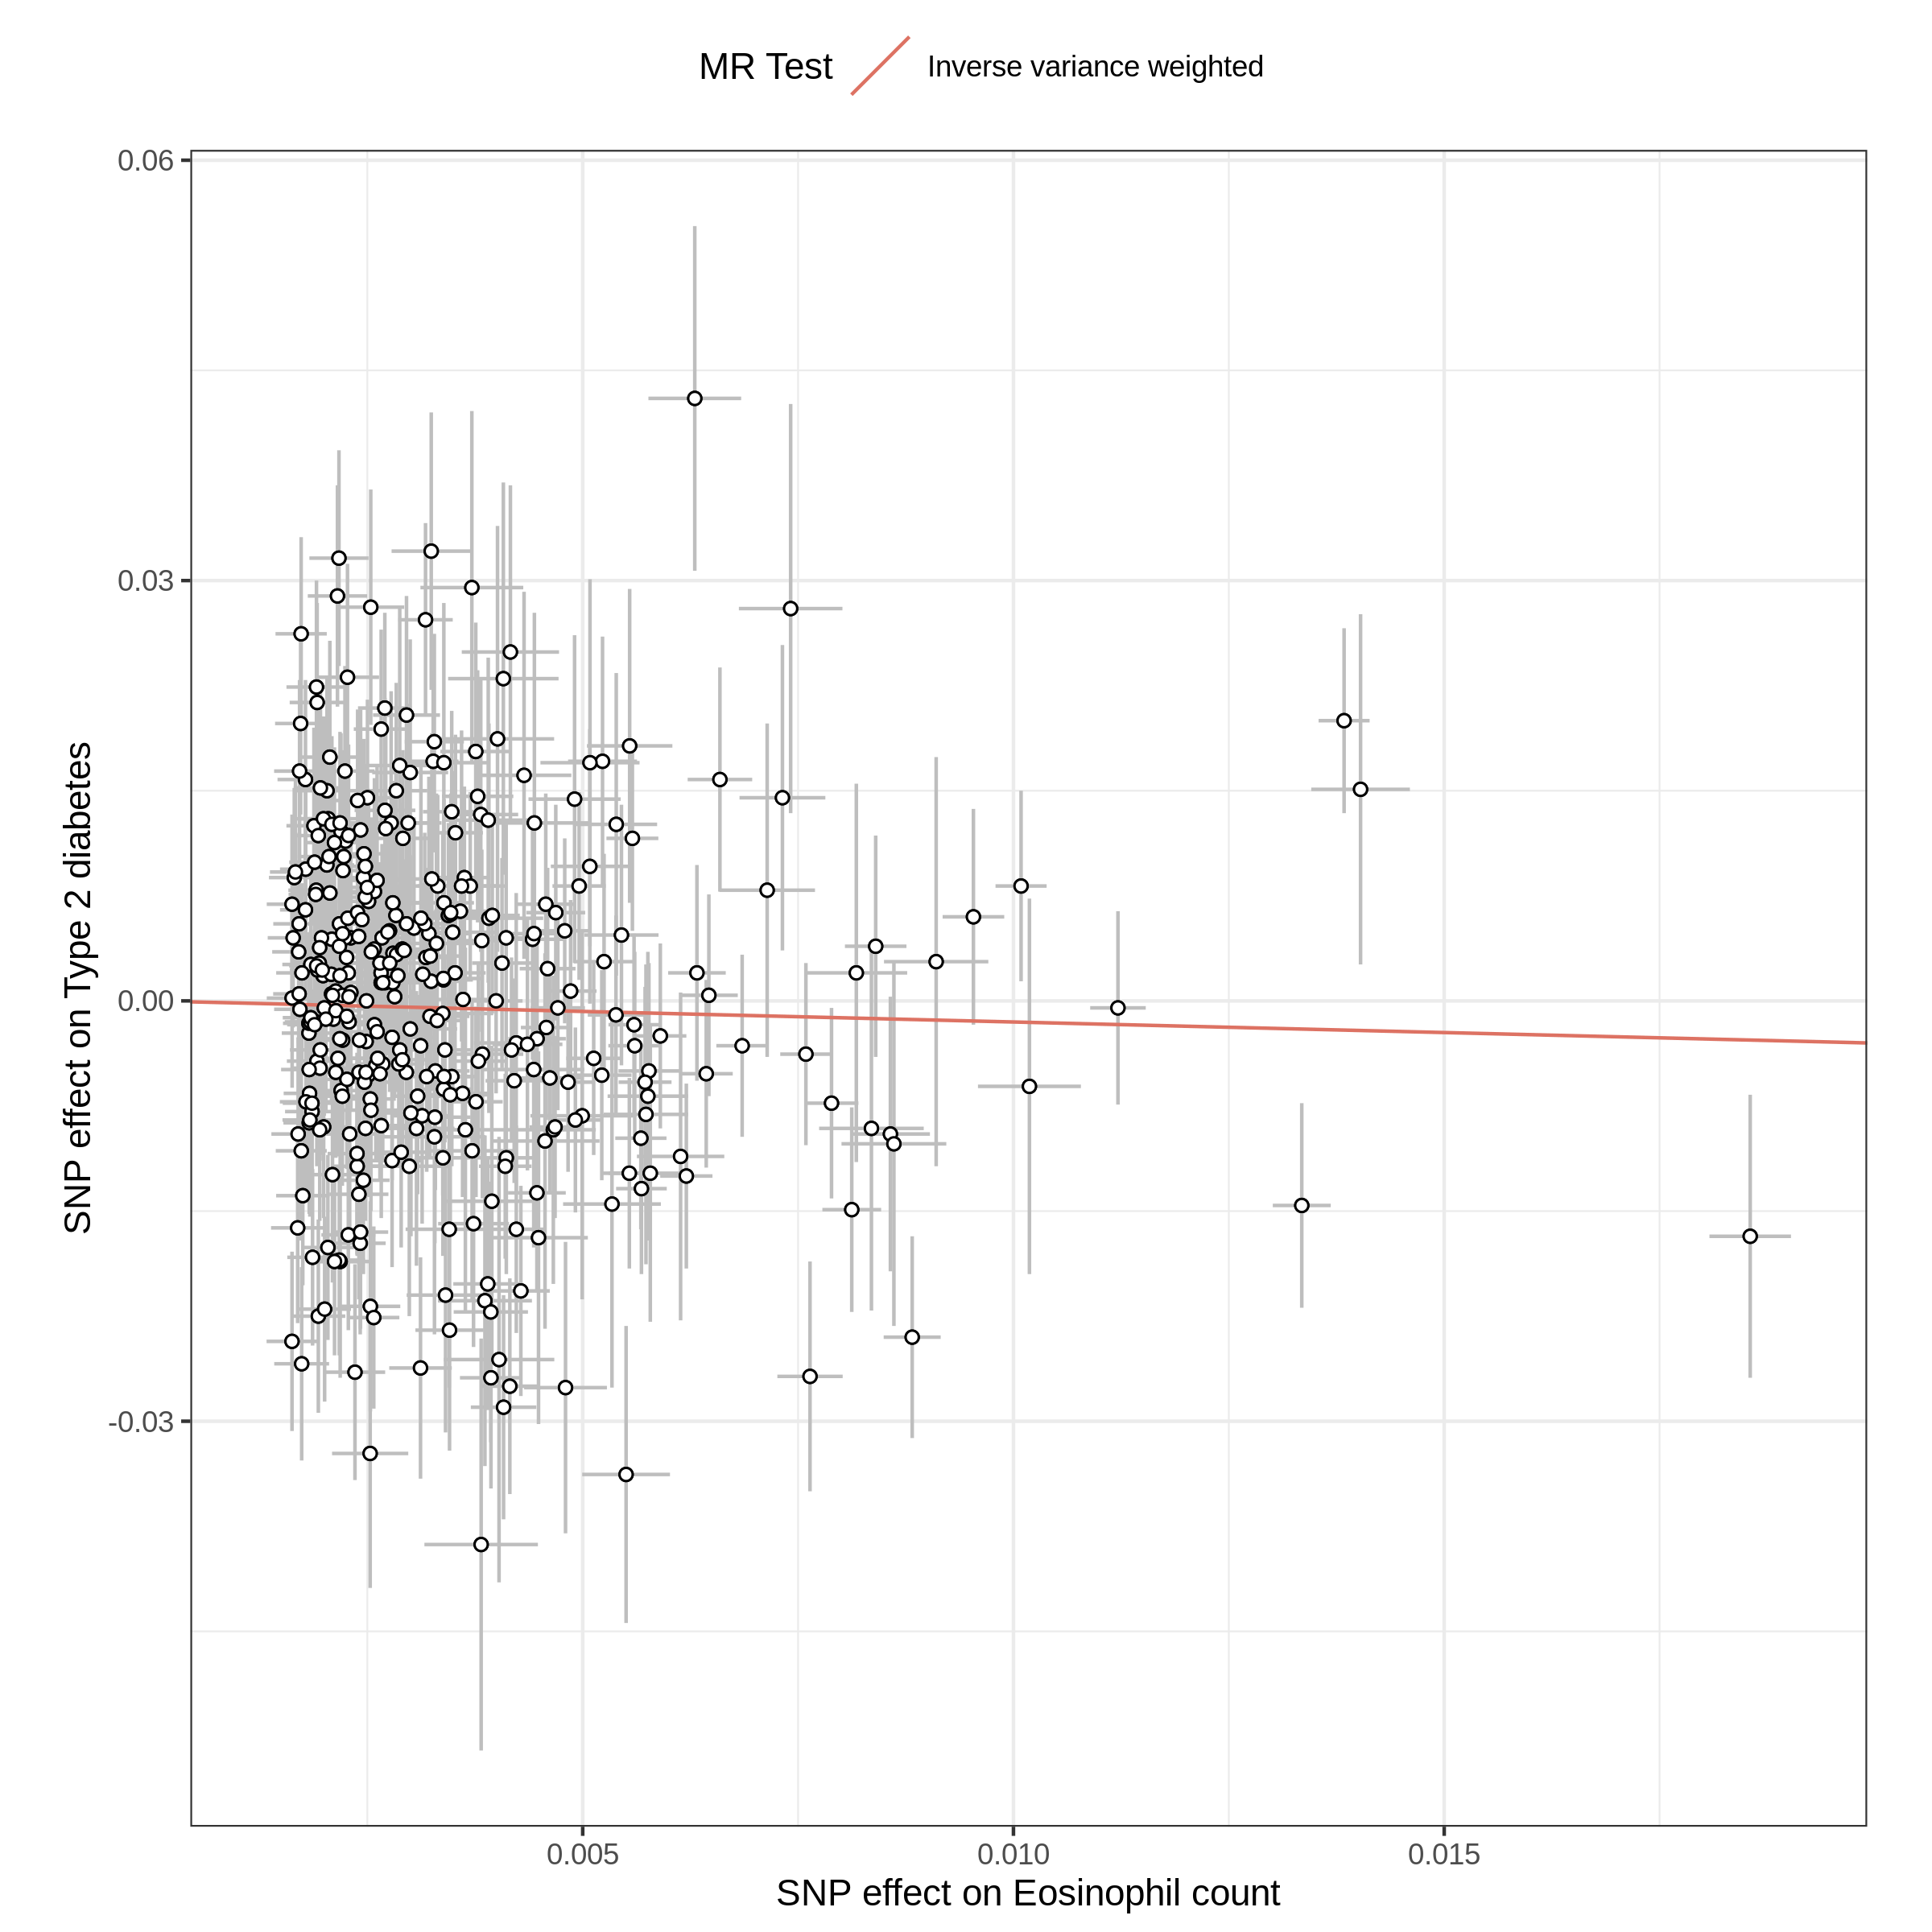 MR Test
Inverse variance weighted
0.06
0.03
0.00
-0.03
SNP effect on Type 2 diabetes
0.005
0.010
0.015
SNP effect on Eosinophil count